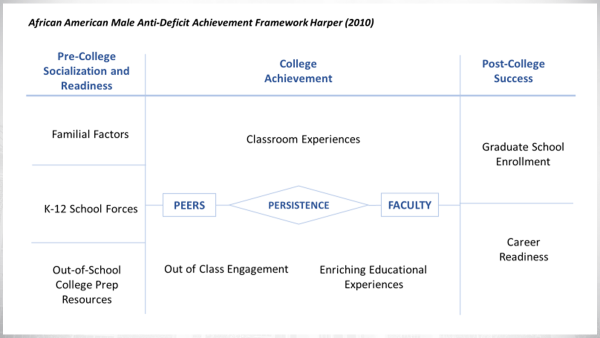 African American Male Anti-Deficit Achievement Framework Harper (2010)
Pre-College
Socialization and
Readiness
College
Achievement
Post-College
Success
Familial Factors
K-12 School Forces
Out-of-School
College Prep
Resources
Classroom Experiences
PEERS
PERSISTENCE
FACULTY
Out of Class Engagement
Enriching Educational
Experiences
Graduate School
Enrollment
Career
Readiness